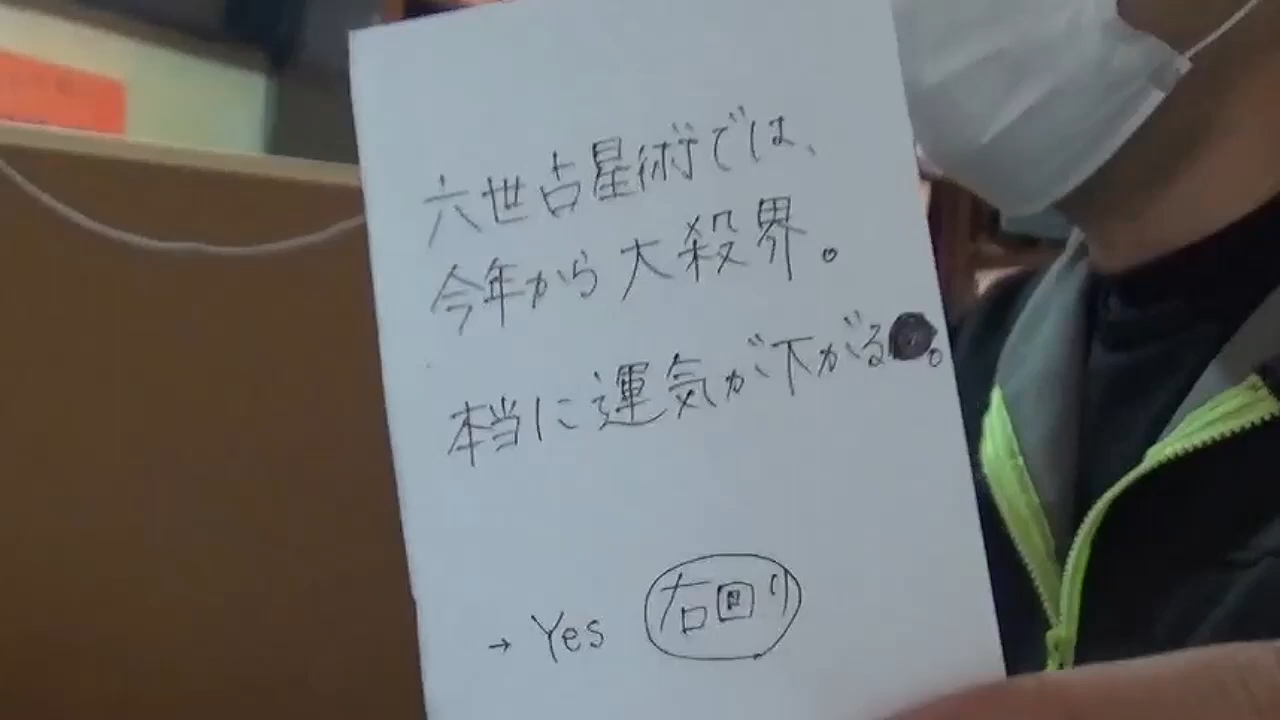 六世占星術では、
今年から大殺界。
本当に運気が下がる。
→ Yes 右回り